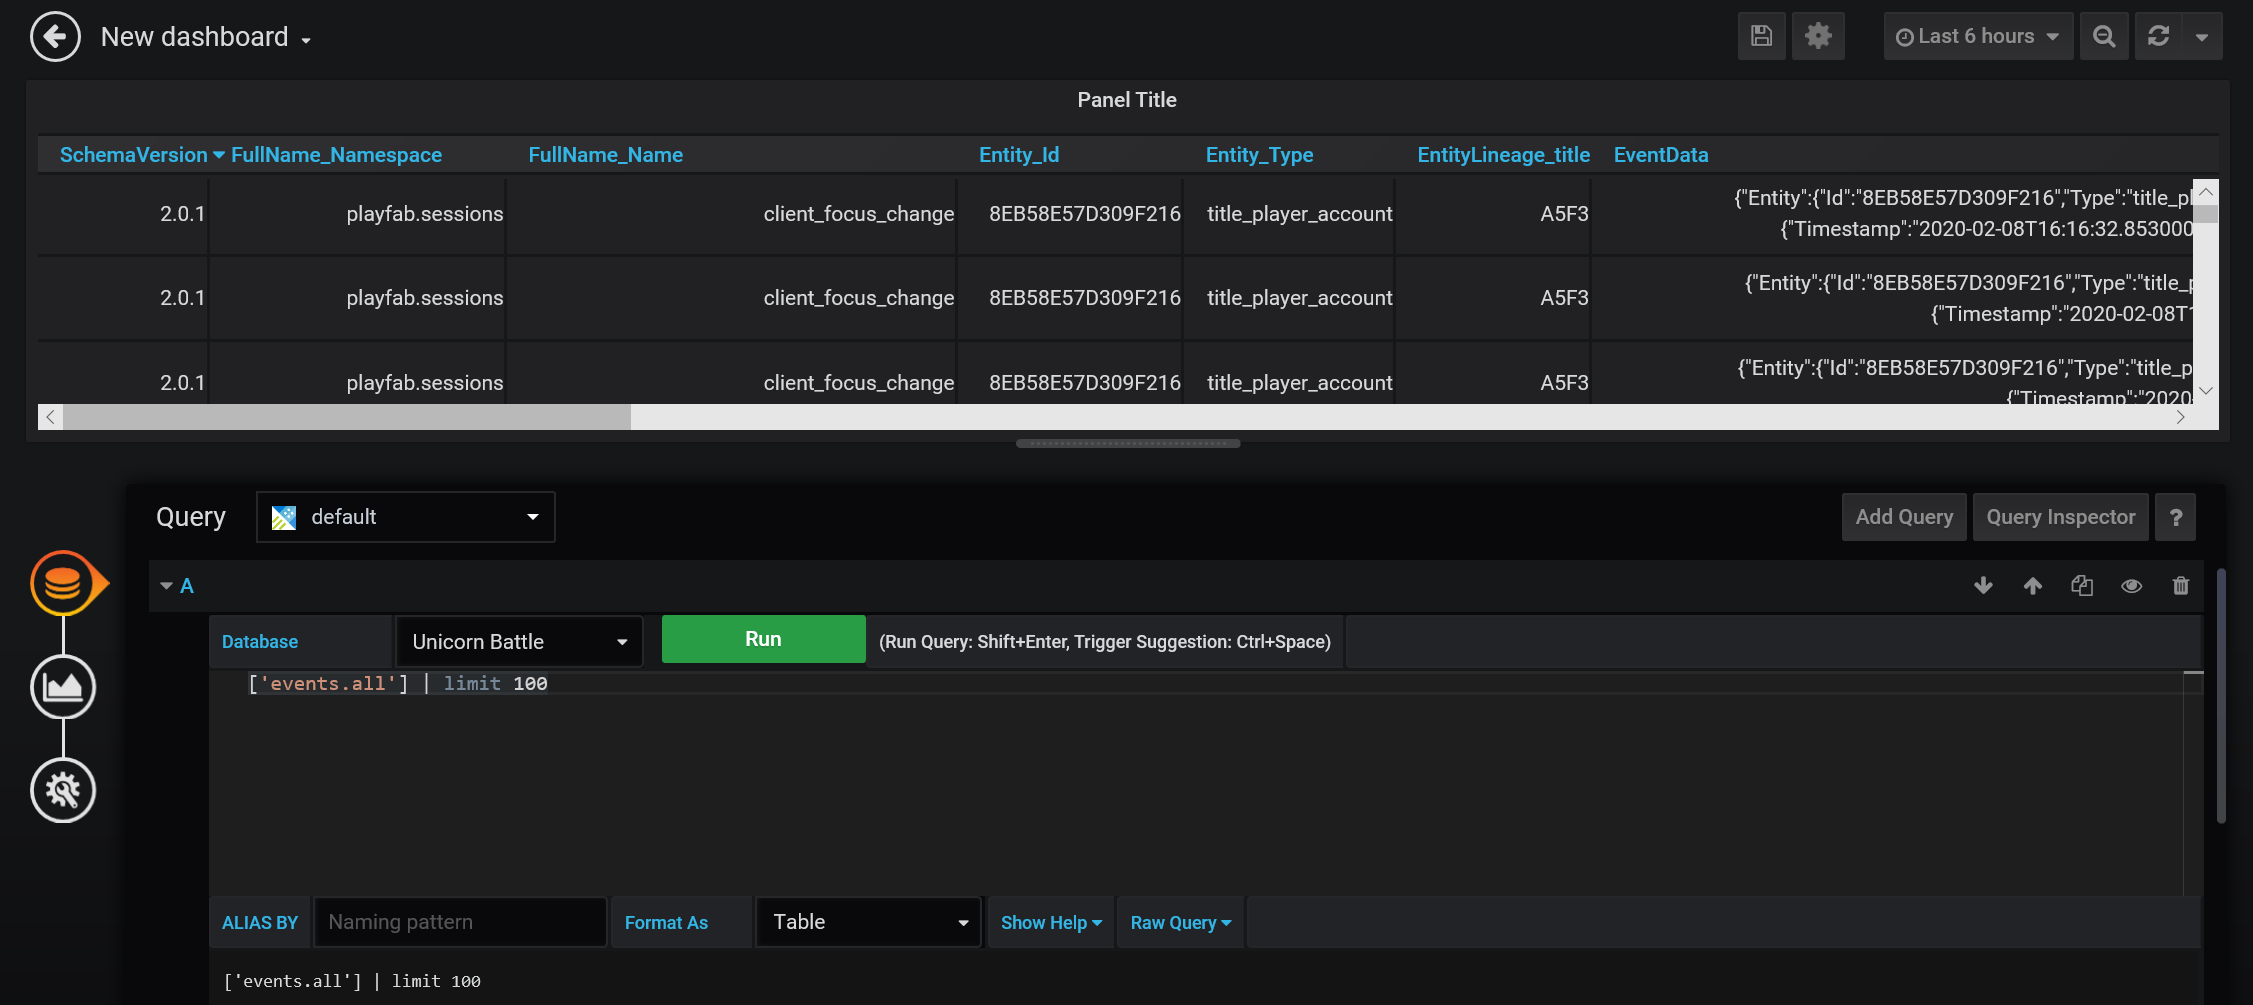 New dashboard
Last 6 hours
Panel Title
SchemaVersion FullName_Namespace FullName_Name Entity_Id Entity_Type EntityLineage_title EventData
2.0.1 playfab.sessions client_focus_change 8EB58E57D309F216 title_player_account A5F3 {"Entity":{"Id":"8EB58E57D309F216","Type":"title_pl
{"Timestamp":"2020-02-08T16:16:32.853000
2.0.1 playfab.sessions client_focus_change 8EB58E57D309F216 title_player_account A5F3 {"Entity":{"Id":"8EB58E57D309F216","Type":"title_p
{"Timestamp":"2020-02-08T1
2.0.1 playfab.sessions client_focus_change 8EB58E57D309F216 title_player_account A5F3 {"Entity":{"Id":"8EB58E57D309F216","Type":"title_p
{"Timestamp":"2020-
Query default Add Query Query Inspector ?
A
Database Unicorn Battle Run (Run Query: Shift+Enter, Trigger Suggestion: Ctrl+Space)
['events.all'] | limit 100
ALIAS BY Naming pattern Format As Table Show Help Raw Query
['events.all'] | limit 100